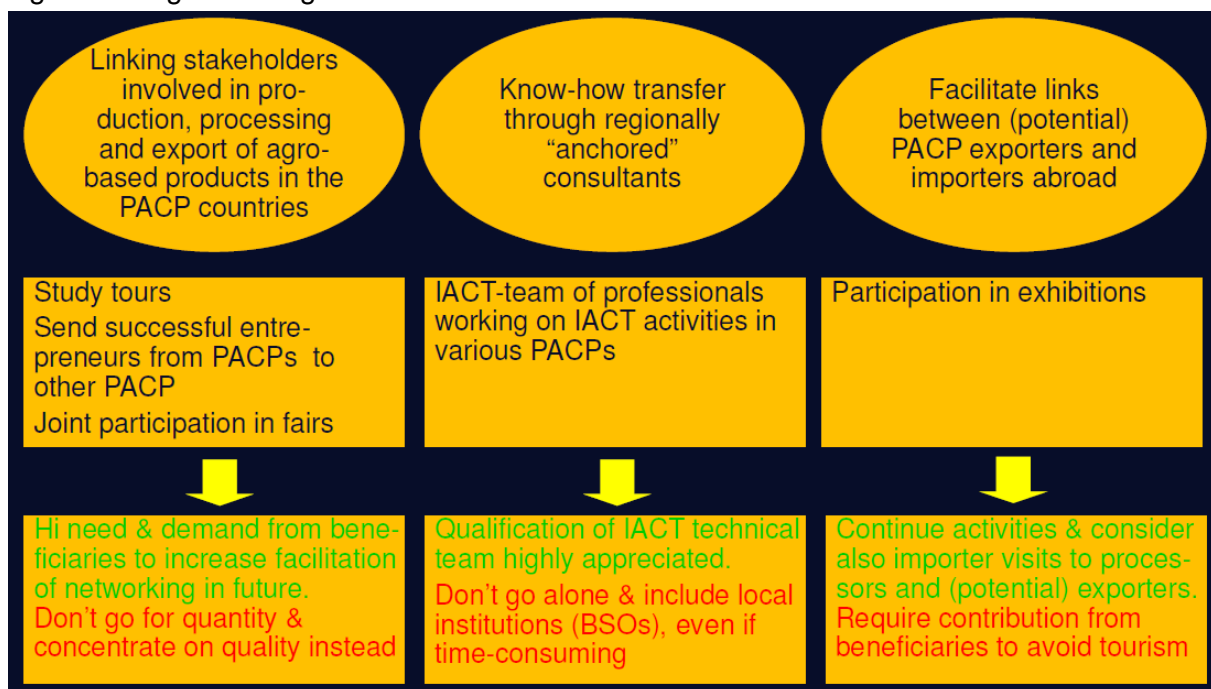 Linking stakeholders
involved in pro-
duction, processing
and export of agro-
based products in the
PACP countries
Know-how transfer
through regionally
“anchored”
consultants
Facilitate links
between (potential)
PACP exporters and
importers abroad
Study tours
Send successful entre-
preneurs from PACPs to
other PACP
Joint participation in fairs
IACT-team of professionals
working on IACT activities in
various PACPs
Participation in exhibitions
Hi need & demand from bene-
ficiaries to increase facilitation
of networking in future.
Don’t go for quantity &
concentrate on quality instead
Qualification of IACT technical
team highly appreciated.
Don’t go alone & include local
institutions (BSOs), even if
time-consuming
Continue activities & consider
also importer visits to proces-
sors and (potential) exporters.
Require contribution from
beneficiaries to avoid tourism